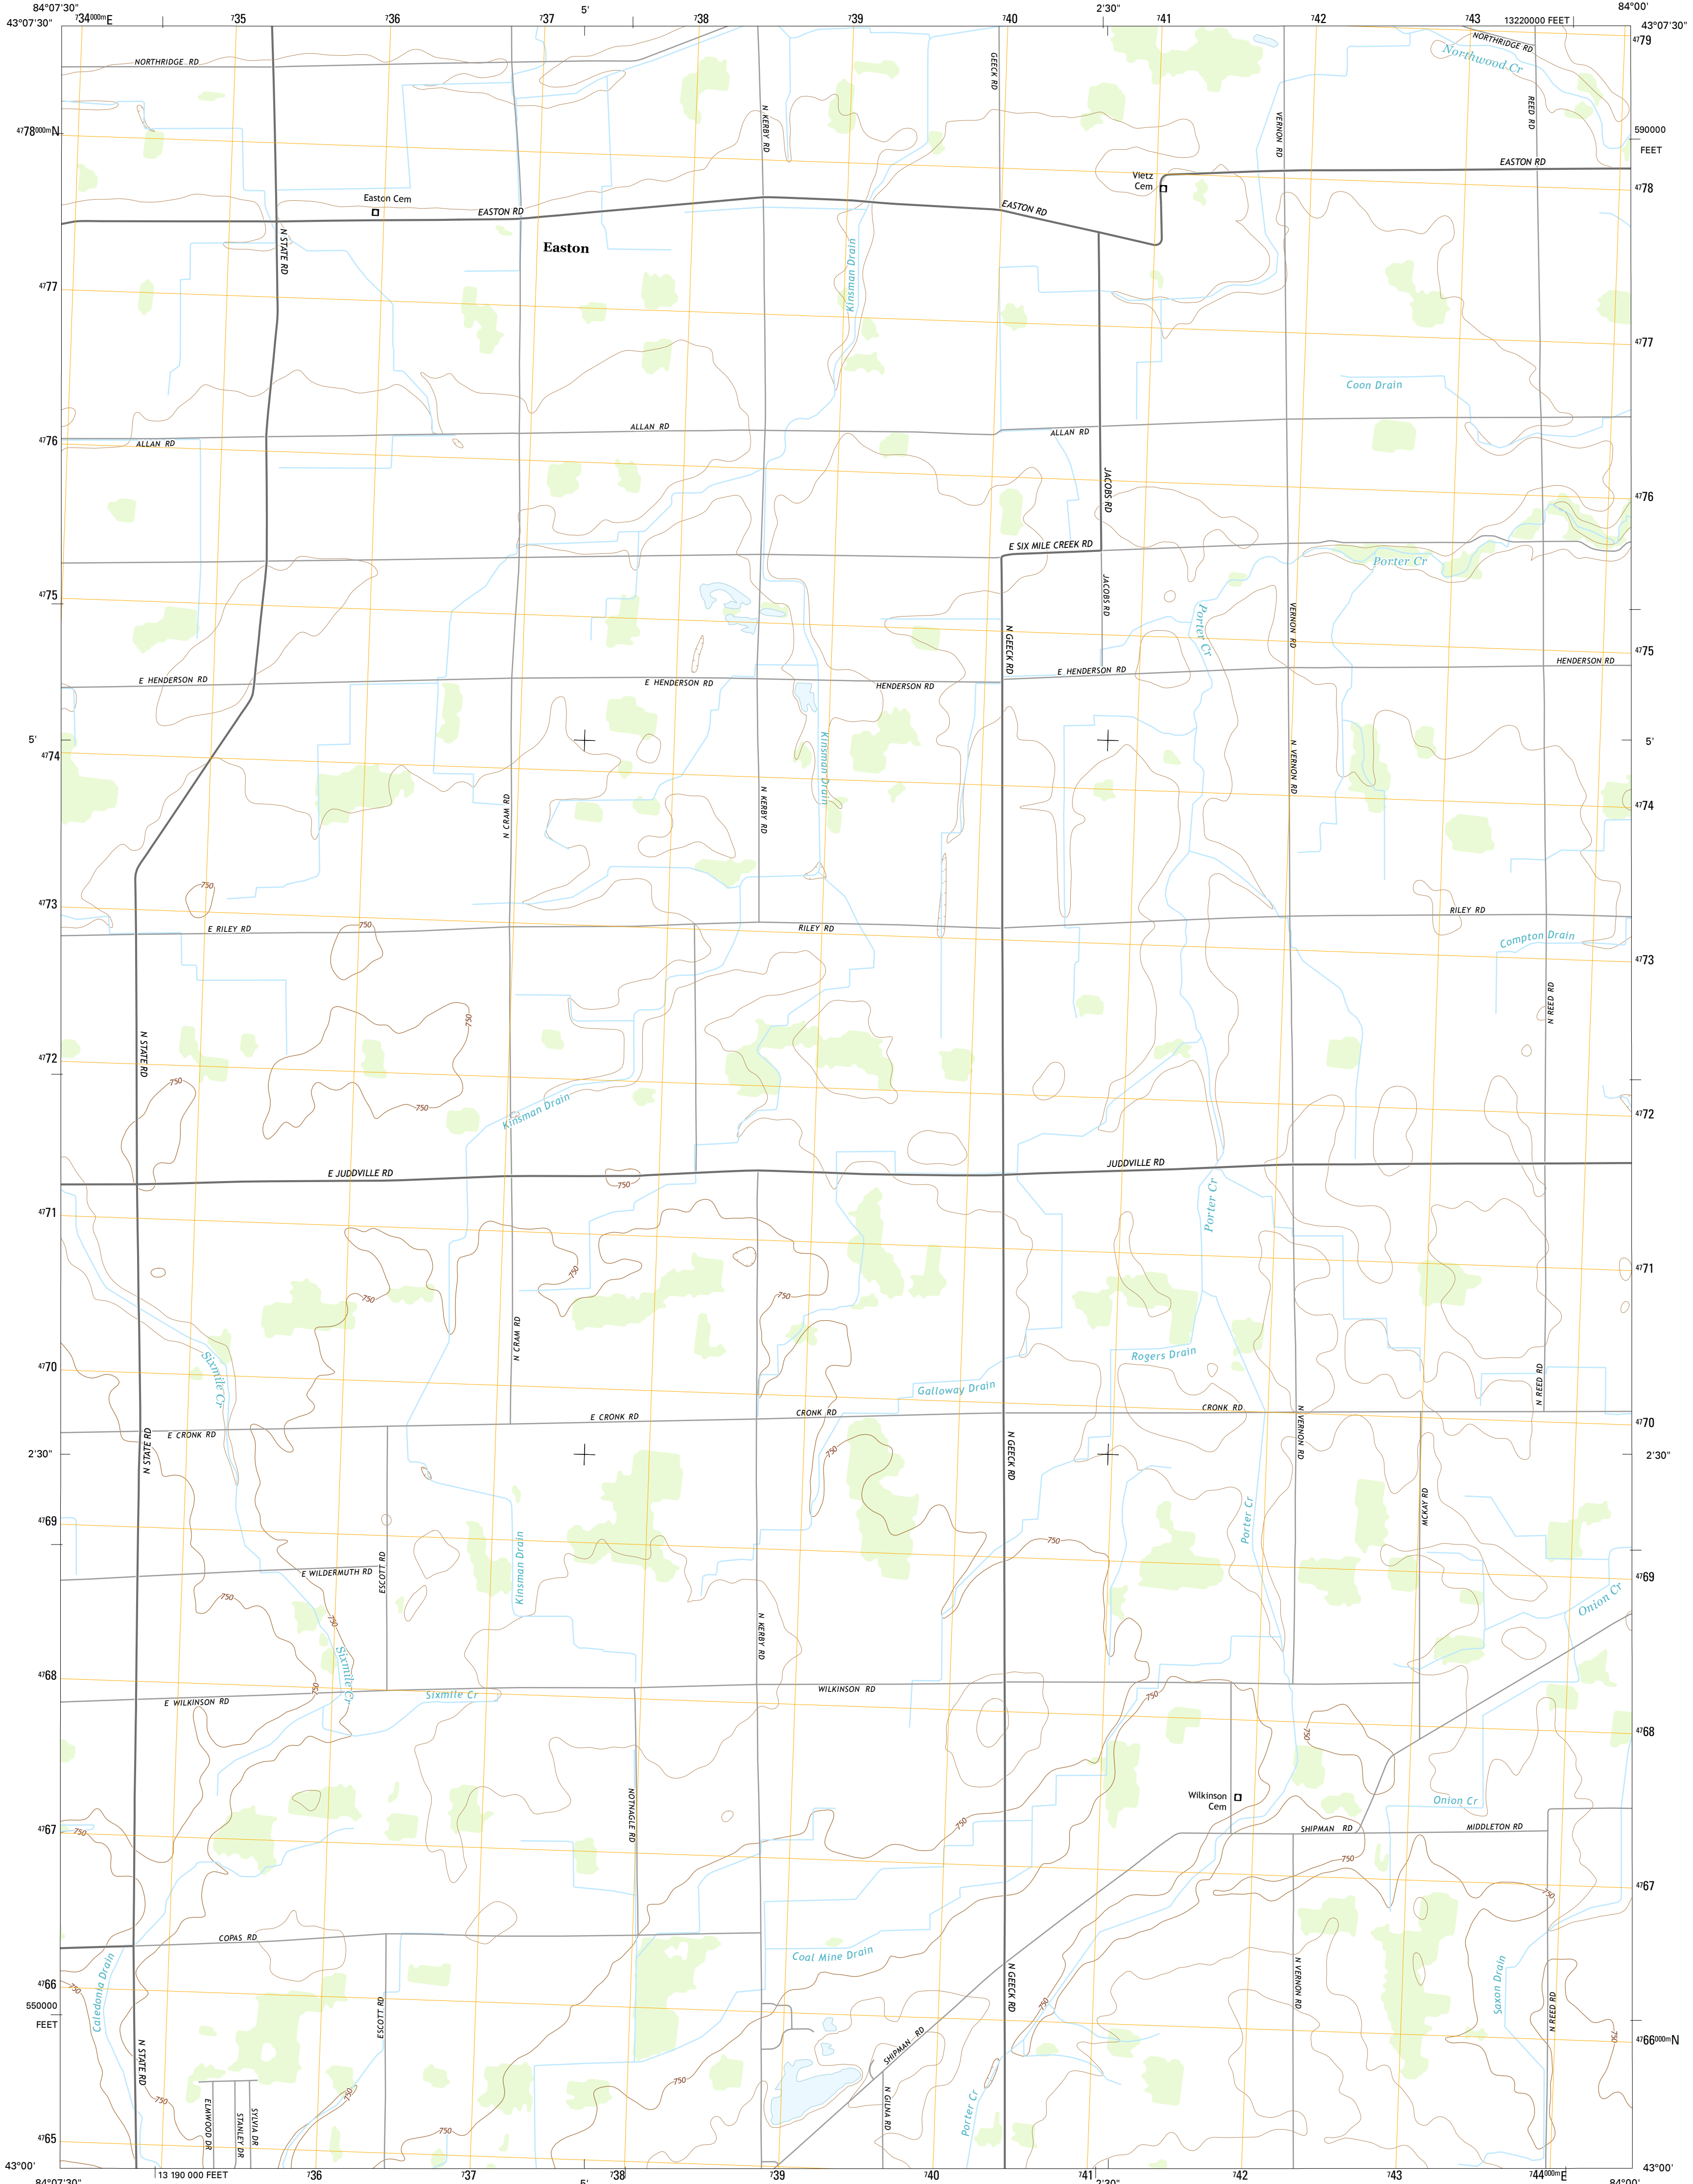 84°07'30"
5'
2'30"
84°00'
43°07'30"
⁷34⁰⁰⁰ᵐE
⁷35
⁷36
⁷37
⁷38
⁷39
⁷40
⁷41
⁷42
⁷43
13220000 FEET
43°07'30"
⁴⁷79
NORTHRIDGE RD
NORTHRIDGE RD
Northwood Cr
GEECK RD
N KERBY RD
VERNON RD
REED RD
⁴⁷78⁰⁰⁰ᵐN
590000
FEET
EASTON RD
Vietz
Cem
⁴⁷78
Easton Cem
EASTON RD
EASTON RD
N STATE RD
Easton
Kinsman Drain
⁴⁷77
⁴⁷77
Coon Drain
ALLAN RD
ALLAN RD
ALLAN RD
⁴⁷76
JACOBS RD
⁴⁷76
E SIX MILE CREEK RD
Porter Cr
JACOBS RD
⁴⁷75
Porter Cr
VERNON RD
N GEECK RD
⁴⁷75
E HENDERSON RD
E HENDERSON RD
HENDERSON RD
E HENDERSON RD
HENDERSON RD
5'
5'
⁴⁷74
Kinsman Drain
N VERNON RD
N CRAM RD
N KERBY RD
⁴⁷74
750
⁴⁷73
750
E RILEY RD
RILEY RD
RILEY RD
Compton Drain
⁴⁷73
N REED RD
750
N STATE RD
⁴⁷72
750
750
Kinsman Drain
⁴⁷72
E JUDDVILLE RD
JUDDVILLE RD
750
Porter Cr
⁴⁷71
750
⁴⁷71
750
750
N CRAM RD
Sixmile Cr
Rogers Drain
⁴⁷70
Galloway Drain
N REED RD
E CRONK RD
E CRONK RD
CRONK RD
CRONK RD
⁴⁷70
N STATE RD
N GEECK RD
N VERNON RD
2'30"
750
2'30"
MCKAY RD
⁴⁷69
Kinsman Drain
Porter Cr
750
E WILDERMUTH RD
ESCOTT RD
⁴⁷69
750
750
N KERBY RD
Onion Cr
⁴⁷68
Sixmile Cr
750
Sixmile Cr
E WILKINSON RD
WILKINSON RD
750
750
⁴⁷68
NOTNAGLE RD
Wilkinson
Cem
Onion Cr
⁴⁷67
750
750
SHIPMAN RD
MIDDLETON RD
750
⁴⁷67
750
COPAS RD
Coal Mine Drain
⁴⁷66
750
Caledonia Drain
N GEECK RD
N VERNON RD
Saxon Drain
550000
FEET
ESCOTT RD
750
N REED RD
750
⁴⁷66⁰⁰⁰ᵐN
SHIPMAN RD
N STATE RD
750
750
750
ELMWOOD DR
STANLEY DR
SYLVIA DR
N GILNA RD
Porter Cr
750
⁴⁷65
43°00'
43°00'
84°07'30"
13 190 000 FEET
⁷36
⁷37
5'
⁷38
⁷39
⁷40
⁷41
2'30"
⁷42
⁷43
⁷44⁰⁰⁰ᵐE
84°00'